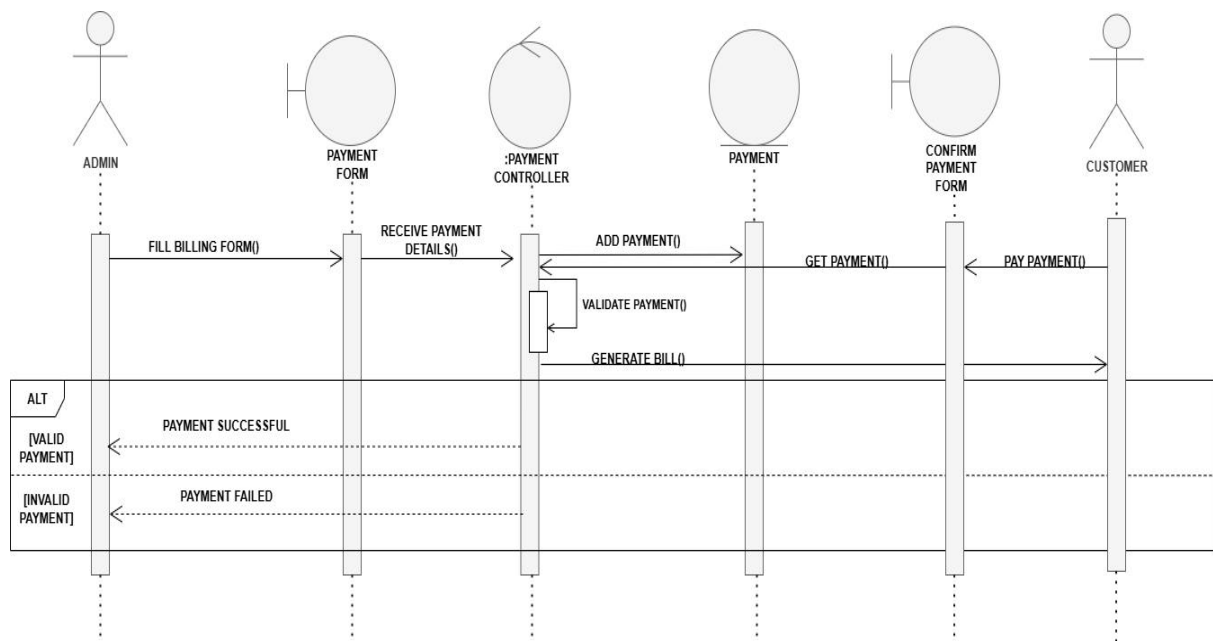 ADMIN
PAYMENT
FORM
:PAYMENT
CONTROLLER
PAYMENT
CONFIRM
PAYMENT
FORM
CUSTOMER
FILL BILLING FORM()
RECEIVE PAYMENT
DETAILS()
ADD PAYMENT()
GET PAYMENT()
PAY PAYMENT()
VALIDATE PAYMENT()
GENERATE BILL()
ALT
[VALID
PAYMENT]
PAYMENT SUCCESSFUL
[INVALID
PAYMENT]
PAYMENT FAILED